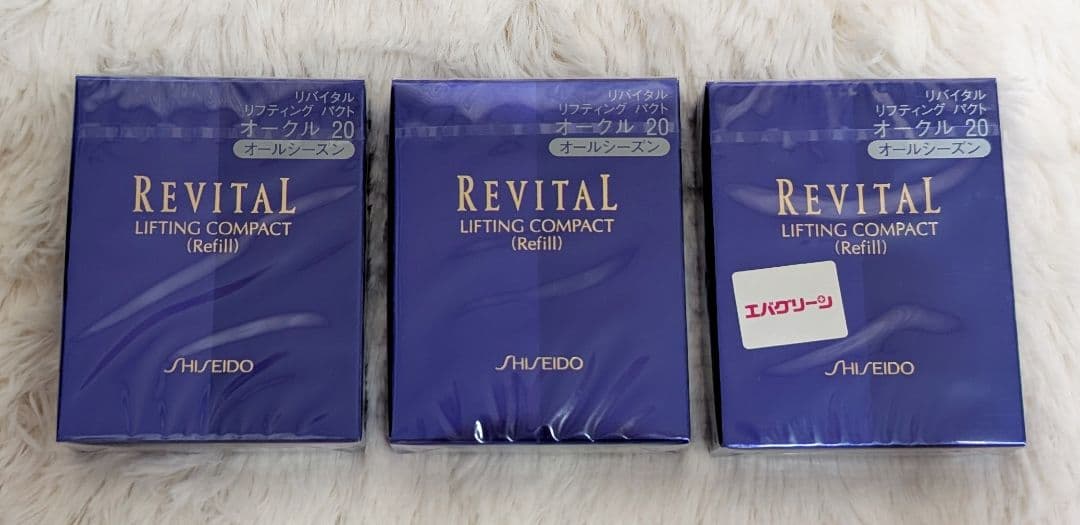 リバイタル
リフティング パクト
オークル 20
オールシーズン
REVITAL
LIFTING COMPACT
(Refill)
SHISEIDO
リバイタル
リフティング パクト
オークル 20
オールシーズン
REVITAL
LIFTING COMPACT
(Refill)
SHISEIDO
リバイタル
リフティング パクト
オークル 20
オールシーズン
REVITAL
LIFTING COMPACT
(Refill)
エバグリーン
SHISEIDO